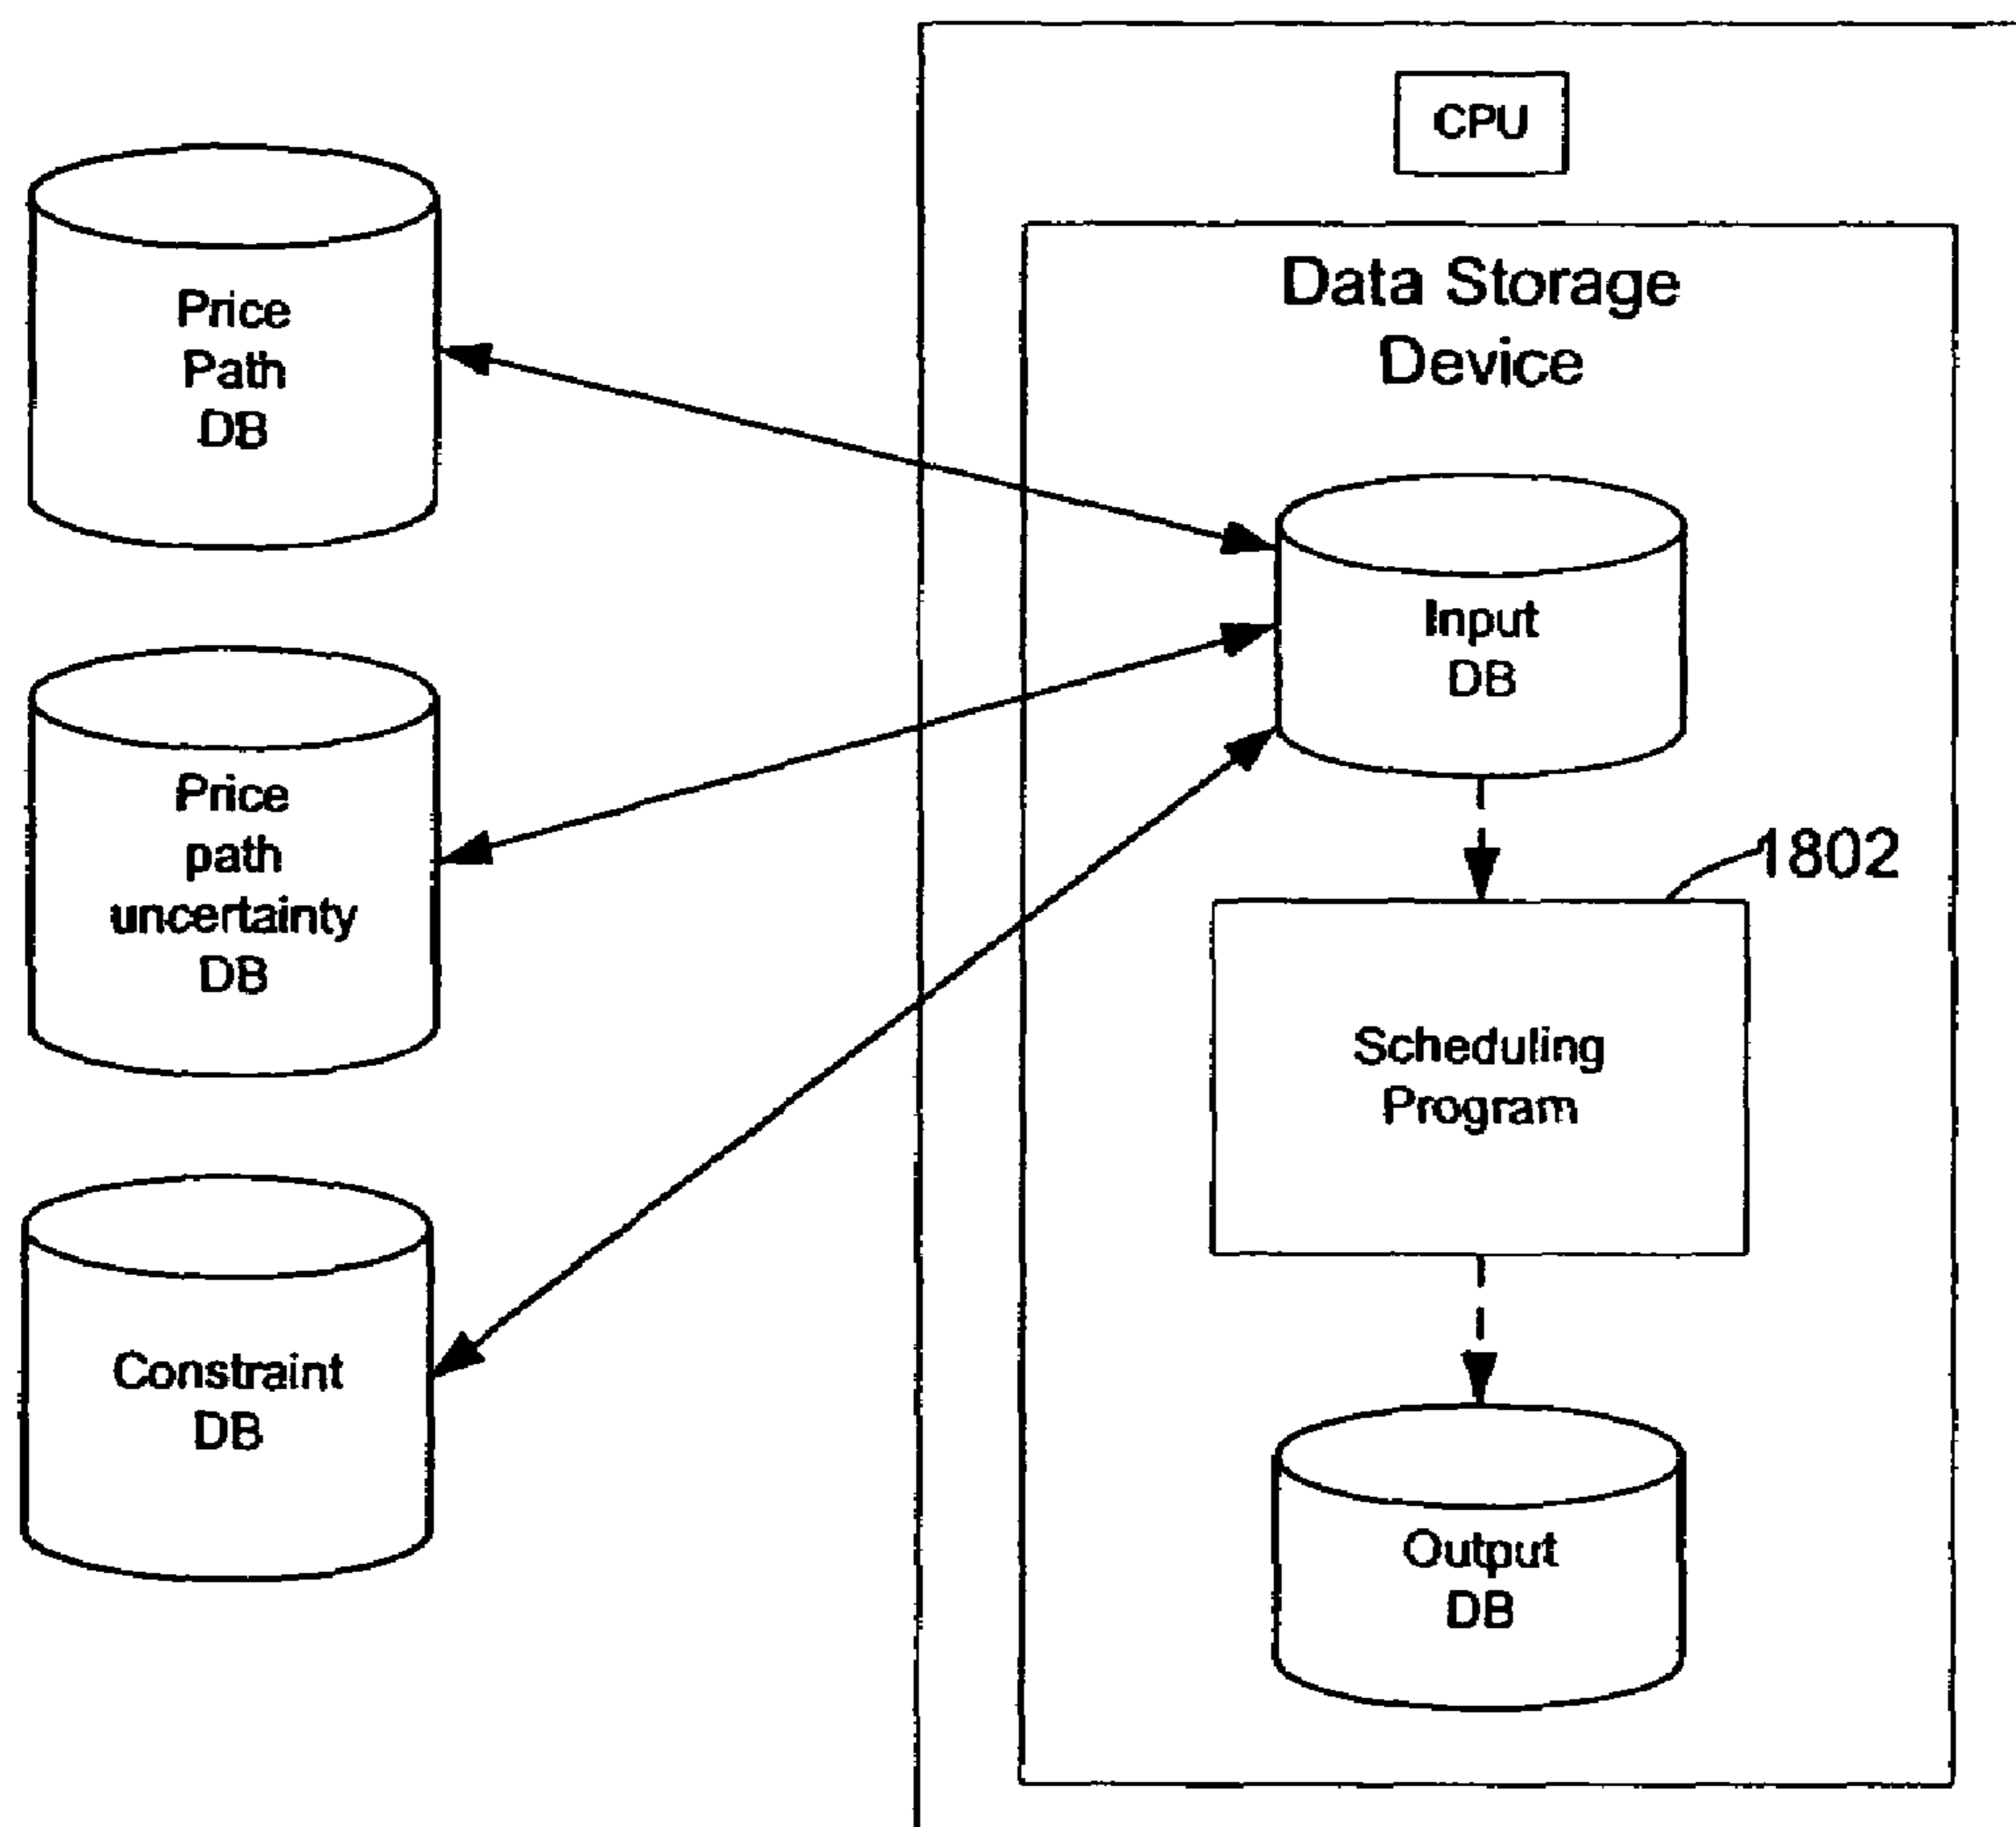 CPU
Data Storage
Device
Price
Path
DB
Input
DB
Price
path
uncertainty
DB
1802
Scheduling
Program
Constraint
DB
Output
DB